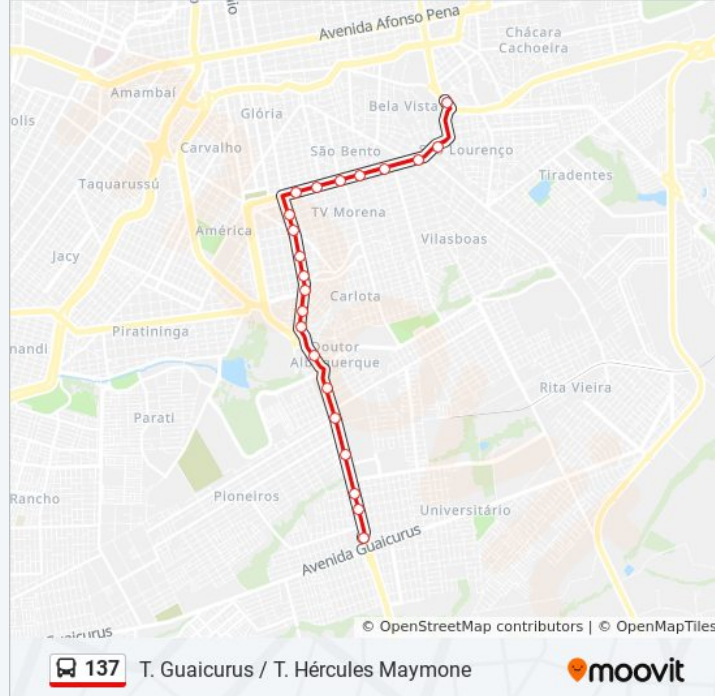 Avenida Afonso Pena
Chácara
Cachoeira
Amambaí
Bela Vista
Glória
olis
Carvalho
São Bento
Lourenço
Tiradentes
Taquarussú
TV Morena
América
Vilasboas
Jacy
Carlota
Piratininga
nandi
Doutor
Albuquerque
Rita Vieira
Parati
Rancho
Pioneiros
Universitário
Avenida Guaicurus
Guaicurus
© OpenStreetMap contributors | © OpenMapTiles
137 T. Guaicurus / T. Hércules Maymone
moovit